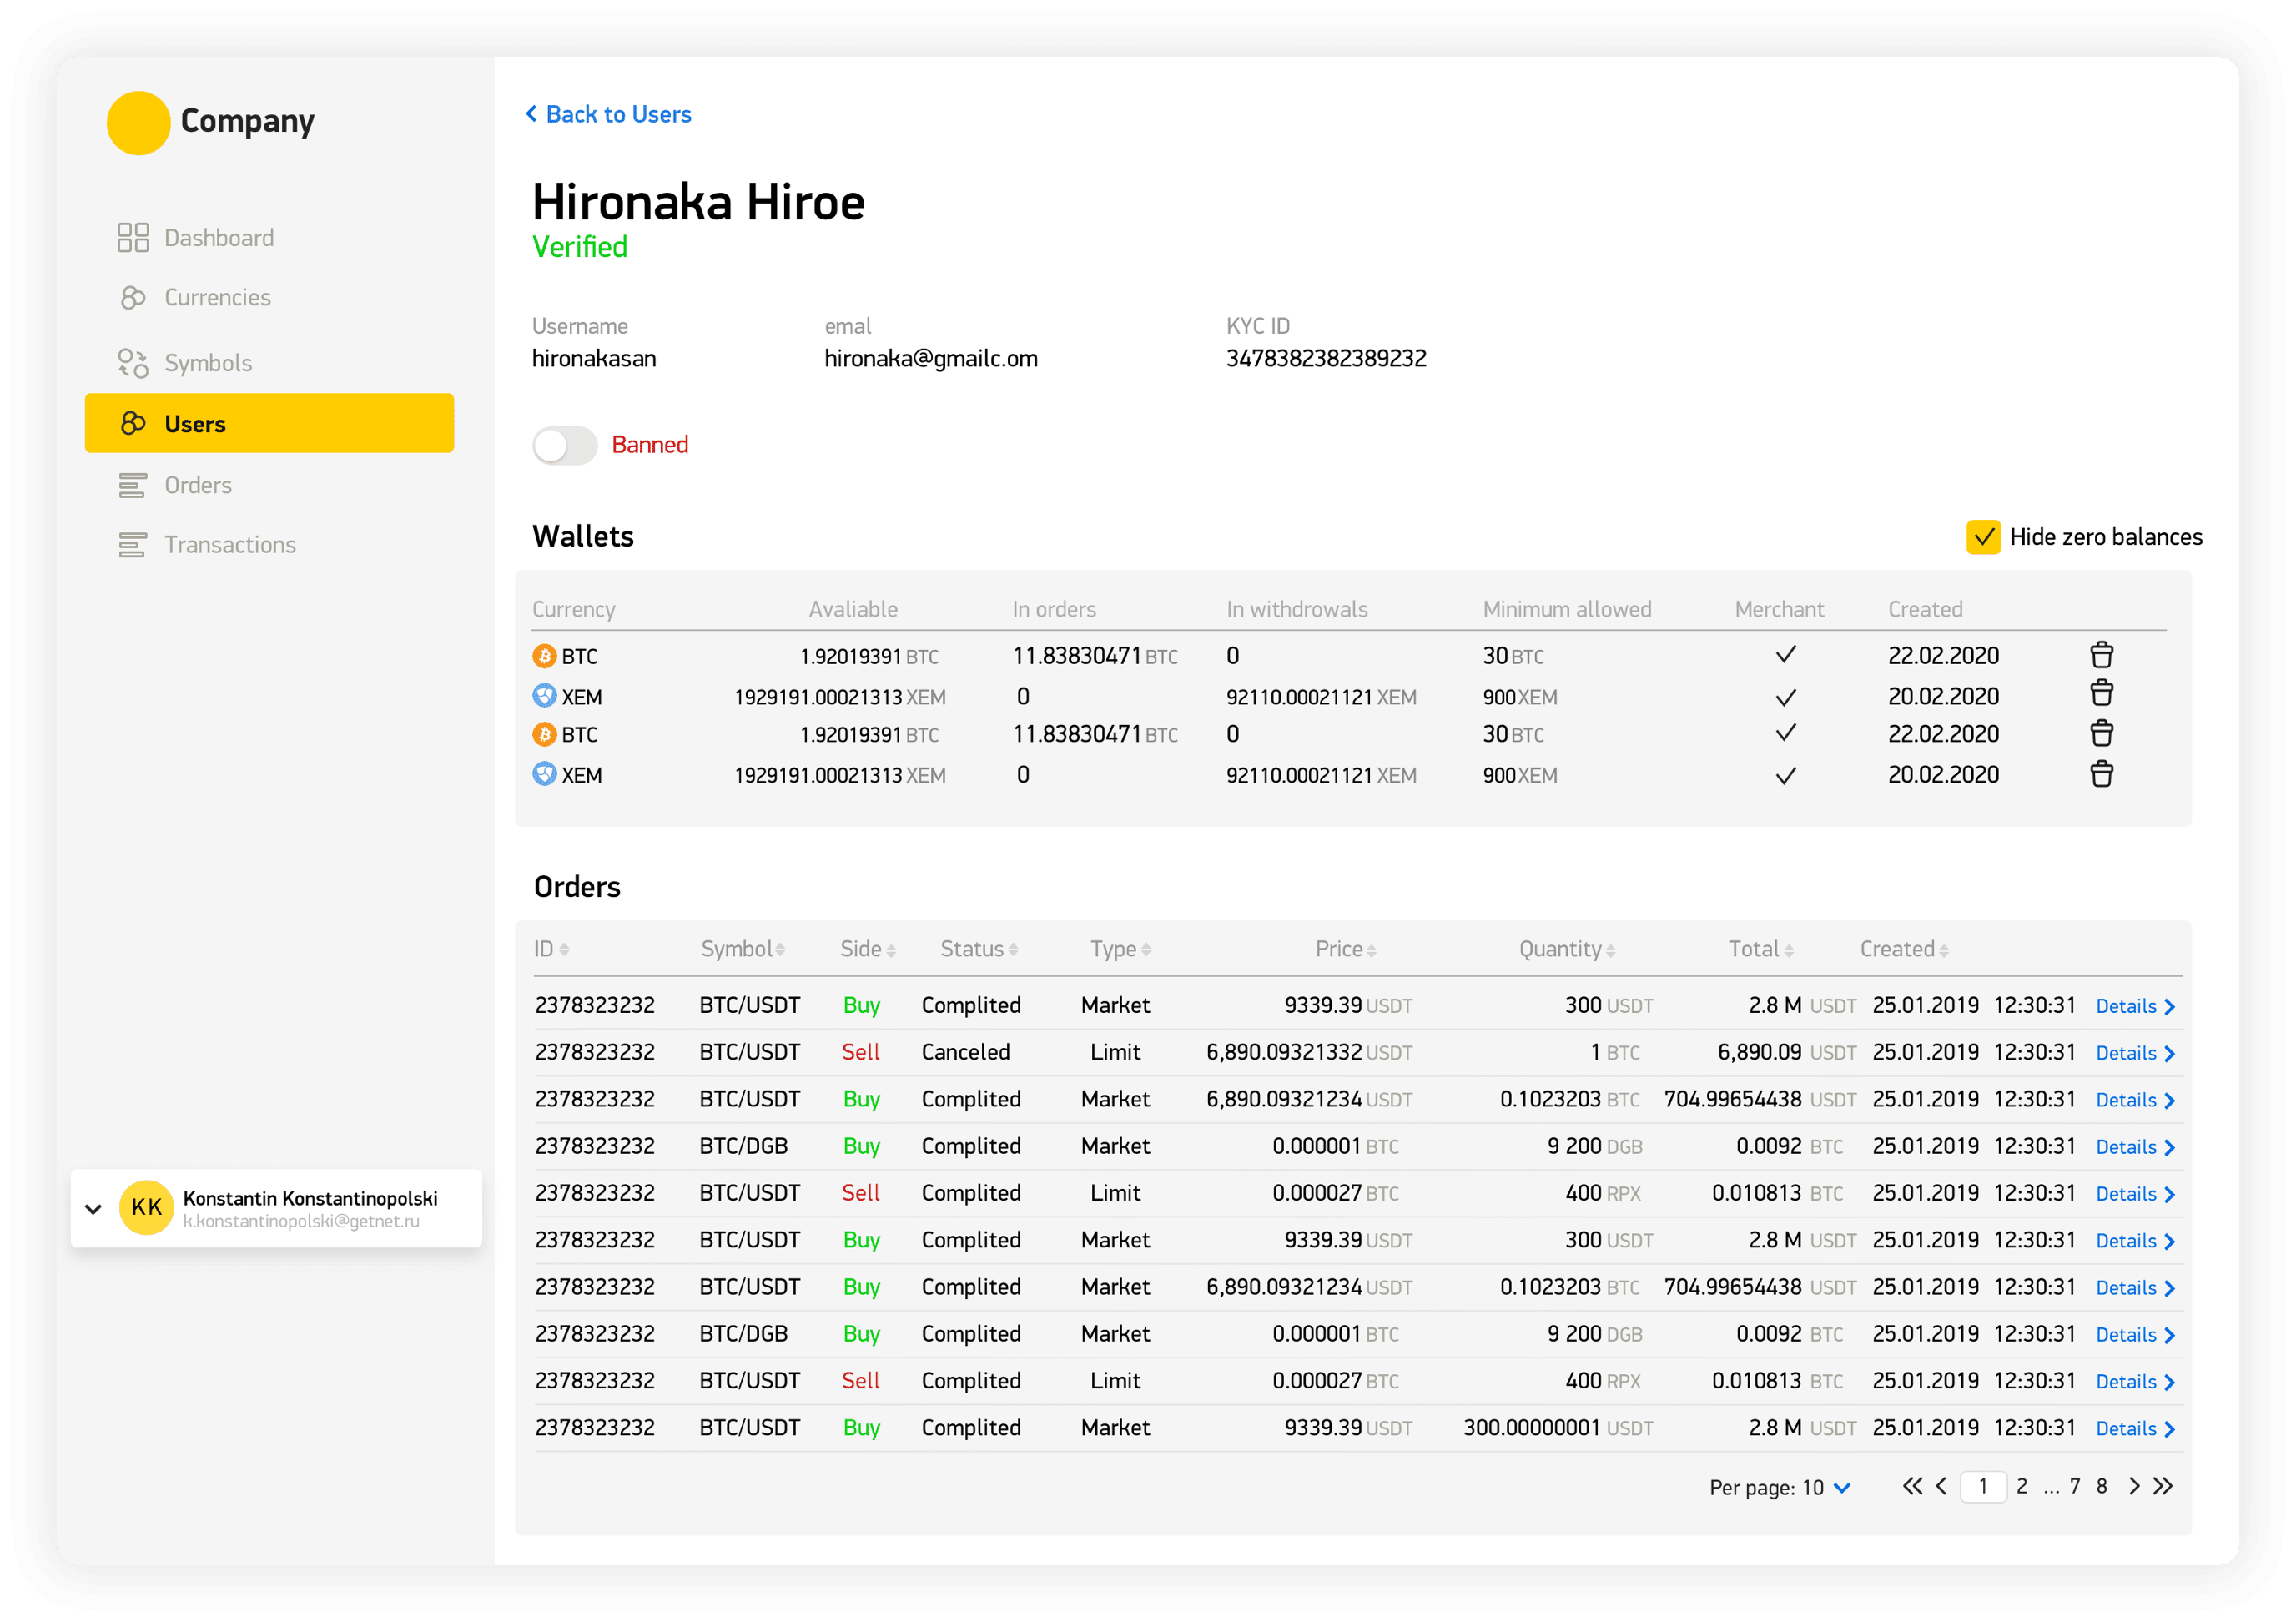 Company
Dashboard
Currencies
Symbols
Users
Orders
Transactions
KK
Konstantin Konstantinopolski
k.konstantinopolski@getnet.ru
Back to Users
Hironaka Hiroe
Verified
Username emal KYC ID
hironakasan hironaka@gmailc.om 3478382382389232
Banned
Wallets Hide zero balances
Currency Avaliable In orders In withdrowals Minimum allowed Merchant Created
BTC 1.92019391 BTC 11.83830471 BTC 0 30 BTC 22.02.2020
XEM 1929191.00021313 XEM 0 92110.00021121 XEM 900 XEM 20.02.2020
BTC 1.92019391 BTC 11.83830471 BTC 0 30 BTC 22.02.2020
XEM 1929191.00021313 XEM 0 92110.00021121 XEM 900 XEM 20.02.2020
Orders
ID Symbol Side Status Type Price Quantity Total Created
2378323232 BTC/USDT Buy Complited Market 9339.39 USDT 300 USDT 2.8 M USDT 25.01.2019 12:30:31 Details
2378323232 BTC/USDT Sell Canceled Limit 6,890.09321332 USDT 1 BTC 6,890.09 USDT 25.01.2019 12:30:31 Details
2378323232 BTC/USDT Buy Complited Market 6,890.09321234 USDT 0.1023203 BTC 704.99654438 USDT 25.01.2019 12:30:31 Details
2378323232 BTC/DGB Buy Complited Market 0.000001 BTC 9 200 DGB 0.0092 BTC 25.01.2019 12:30:31 Details
2378323232 BTC/USDT Sell Complited Limit 0.000027 BTC 400 RPX 0.010813 BTC 25.01.2019 12:30:31 Details
2378323232 BTC/USDT Buy Complited Market 9339.39 USDT 300 USDT 2.8 M USDT 25.01.2019 12:30:31 Details
2378323232 BTC/USDT Buy Complited Market 6,890.09321234 USDT 0.1023203 BTC 704.99654438 USDT 25.01.2019 12:30:31 Details
2378323232 BTC/DGB Buy Complited Market 0.000001 BTC 9 200 DGB 0.0092 BTC 25.01.2019 12:30:31 Details
2378323232 BTC/USDT Sell Complited Limit 0.000027 BTC 400 RPX 0.010813 BTC 25.01.2019 12:30:31 Details
2378323232 BTC/USDT Buy Complited Market 9339.39 USDT 300.00000001 USDT 2.8 M USDT 25.01.2019 12:30:31 Details
Per page: 10 1 2 ... 7 8